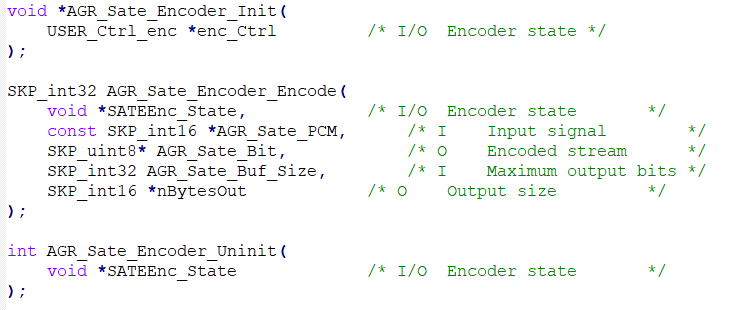 void *AGR_Sate_Encoder_Init(
    USER_Ctrl_enc *enc_Ctrl         /* I/O  Encoder state */
);

SKP_int32 AGR_Sate_Encoder_Encode(
    void *SATEEnc_State,            /* I/O  Encoder state       */
    const SKP_int16 *AGR_Sate_PCM,      /* I    Input signal        */
    SKP_uint8* AGR_Sate_Bit,            /* O    Encoded stream      */
    SKP_int32 AGR_Sate_Buf_Size,        /* I    Maximum output bits */
    SKP_int16 *nBytesOut            /* O    Output size         */
);

int AGR_Sate_Encoder_Uninit(
    void *SATEEnc_State             /* I/O  Encoder state       */
);